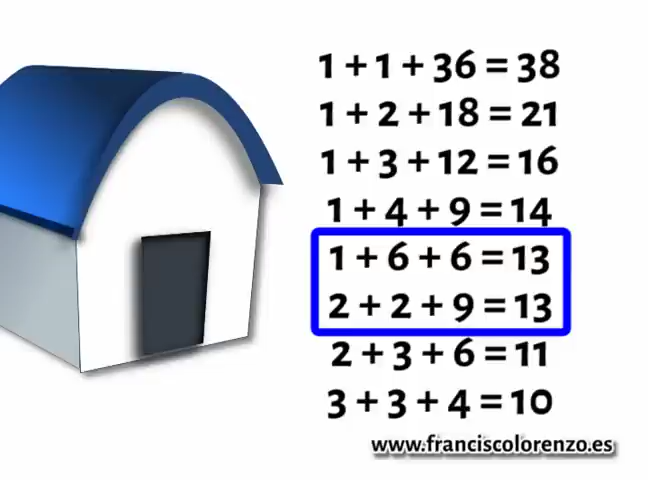 1 + 1 + 36 = 38
1 + 2 + 18 = 21
1 + 3 + 12 = 16
1 + 4 + 9 = 14
1 + 6 + 6 = 13
2 + 2 + 9 = 13
2 + 3 + 6 = 11
3 + 3 + 4 = 10
www.franciscolorenzo.es